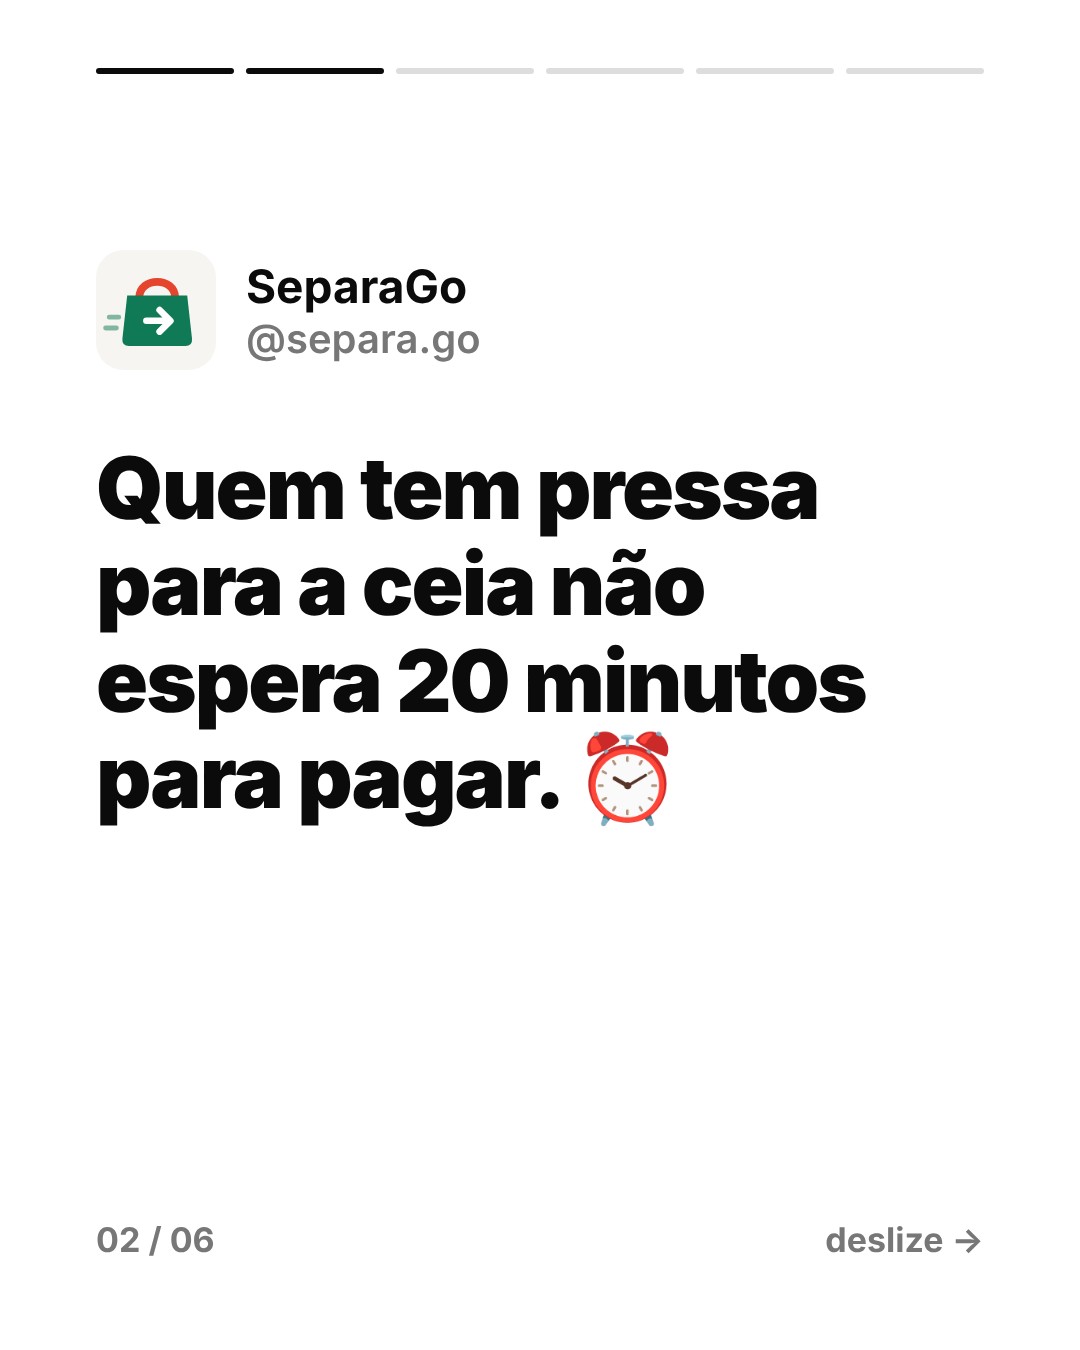 SeparaGo
@separa.go
Quem tem pressa
para a ceia não
espera 20 minutos
para pagar. ⏰
02 / 06
deslize →